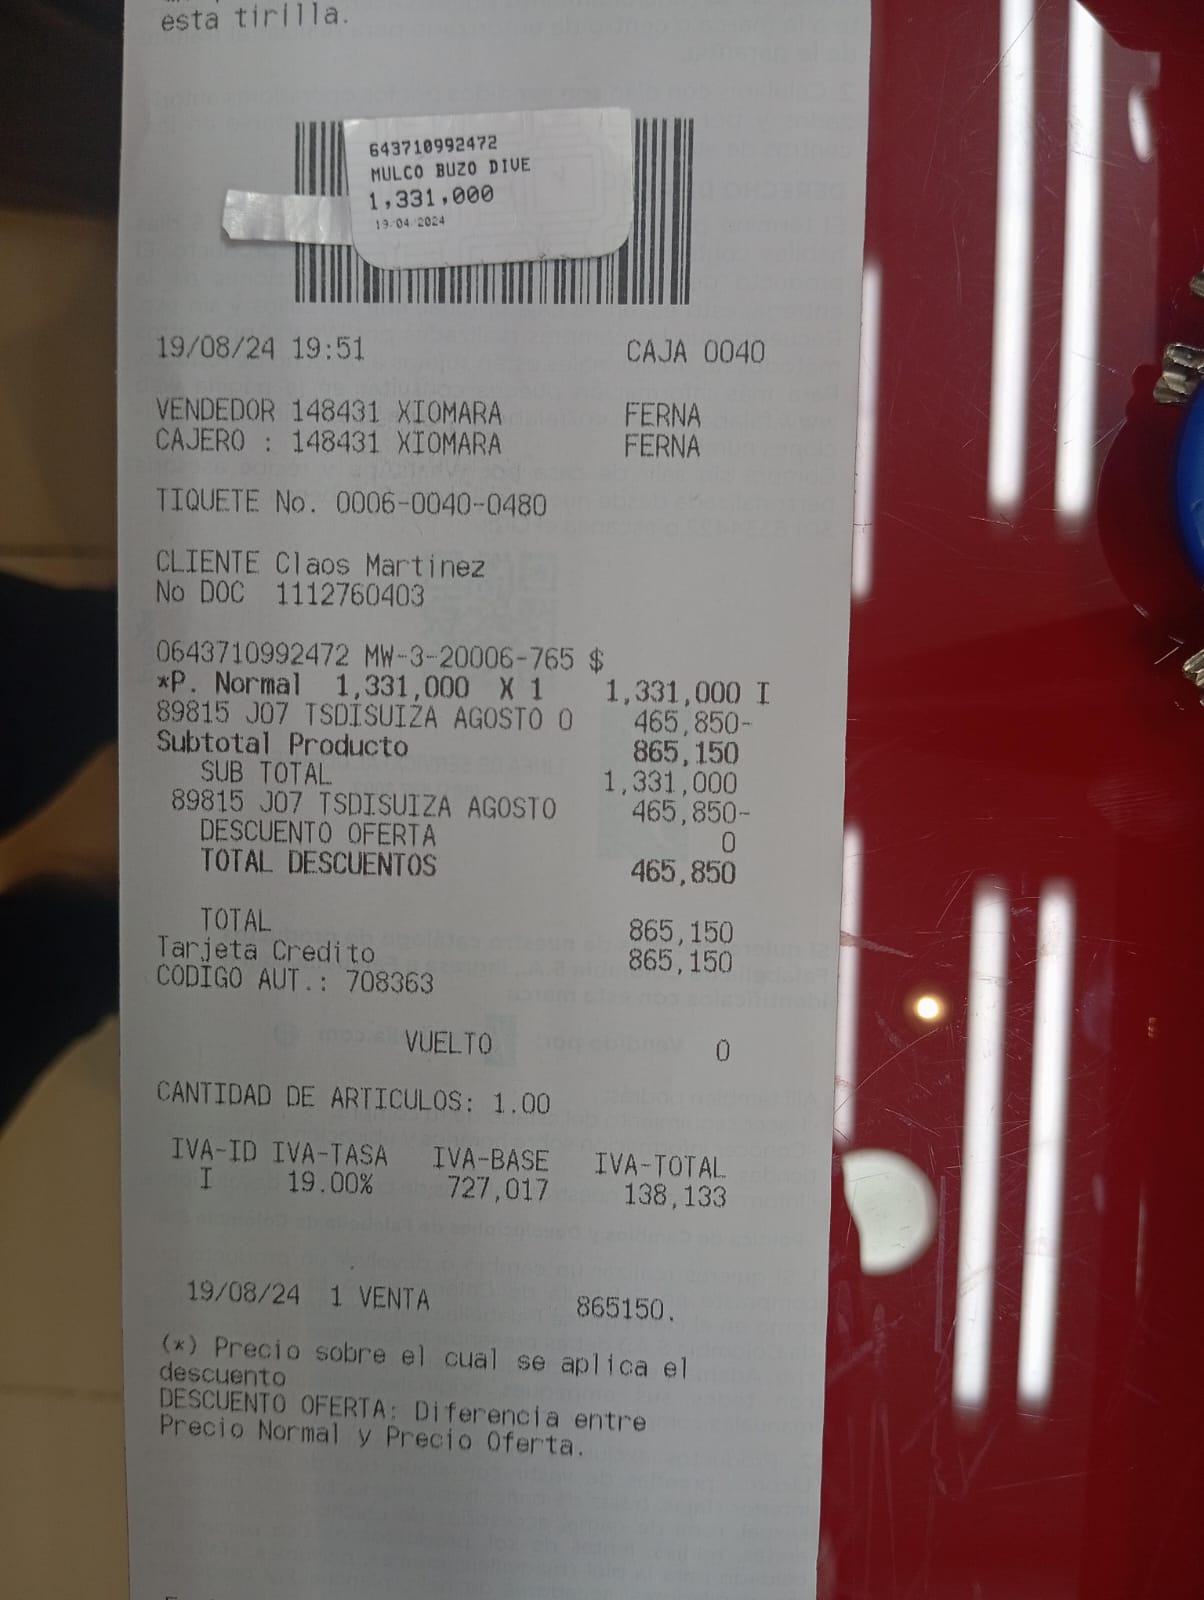 esta tirilla.
643710992472
MULCO BUZO DIVE
1,331,000
19/04/2024
19/08/24 19:51 CAJA 0040
VENDEDOR 148431 XIOMARA FERNA
CAJERO : 148431 XIOMARA FERNA
TIQUETE No. 0006-0040-0480
CLIENTE Claos Martinez
No DOC 1112760403
0643710992472 MW-3-20006-765 $
*P. Normal 1,331,000 X 1 1,331,000 I
89815 J07 TSDISUIZA AGOSTO 0 465,850-
Subtotal Producto 865,150
SUB TOTAL 1,331,000
89815 J07 TSDISUIZA AGOSTO 465,850-
DESCUENTO OFERTA 0
TOTAL DESCUENTOS 465,850
TOTAL 865,150
Tarjeta Credito 865,150
CODIGO AUT.: 708363
VUELTO 0
CANTIDAD DE ARTICULOS: 1.00
IVA-ID IVA-TASA IVA-BASE IVA-TOTAL
I 19.00% 727,017 138,133
19/08/24 1 VENTA 865150.
(*) Precio sobre el cual se aplica el
descuento
DESCUENTO OFERTA: Diferencia entre
Precio Normal y Precio Oferta.